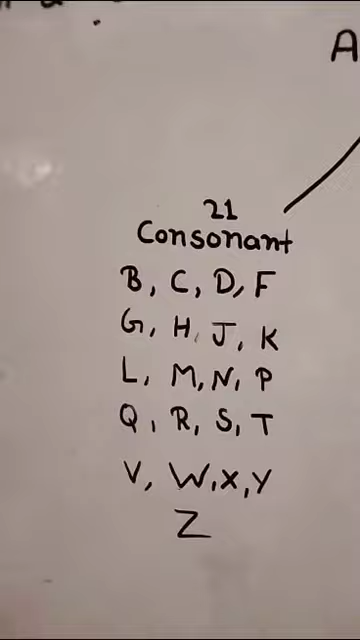 A
21
Consonant
B, C, D, F
G, H, J, K
L, M, N, P
Q, R, S, T
V, W, X, Y
Z